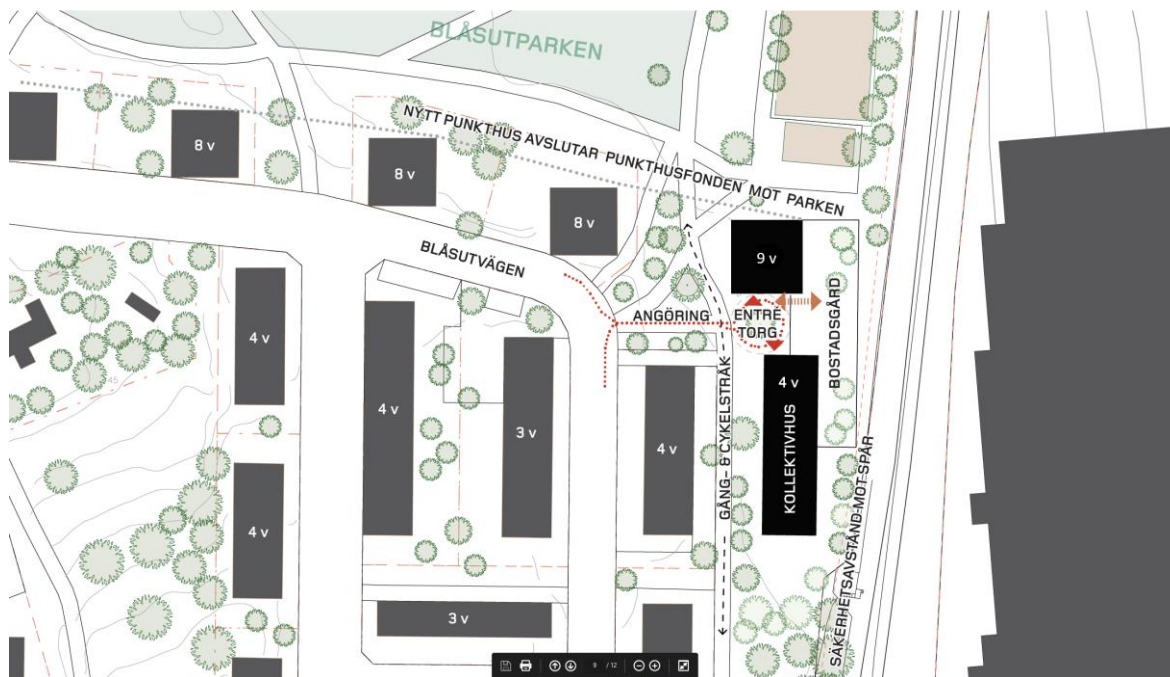 BLÅSUTPARKEN
NYTT PUNKTHUS AVSLUTAR PUNKTHUSFONDEN MOT PARKEN
8 v
8 v
8 v
9 v
BLÅSUTVÄGEN
ANGÖRING
ENTRÉ
TORG
BOSTADSGÅRD
4 v
4 v
3 v
4 v
4 v
KOLLEKTIVHUS
GÅNG- & CYKELSTRÅK
SÄKERHETSAVSTÅND MOT SPÅR
4 v
3 v
9 / 12